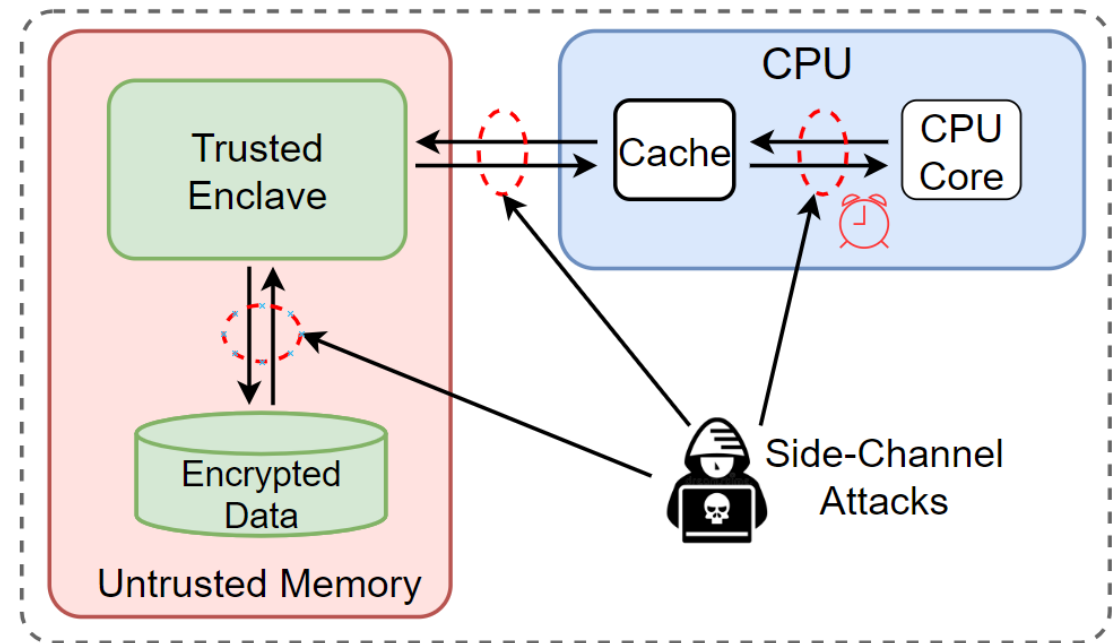 CPU
Trusted
Enclave
Cache
CPU
Core
Encrypted
Data
Side-Channel
Attacks
Untrusted Memory